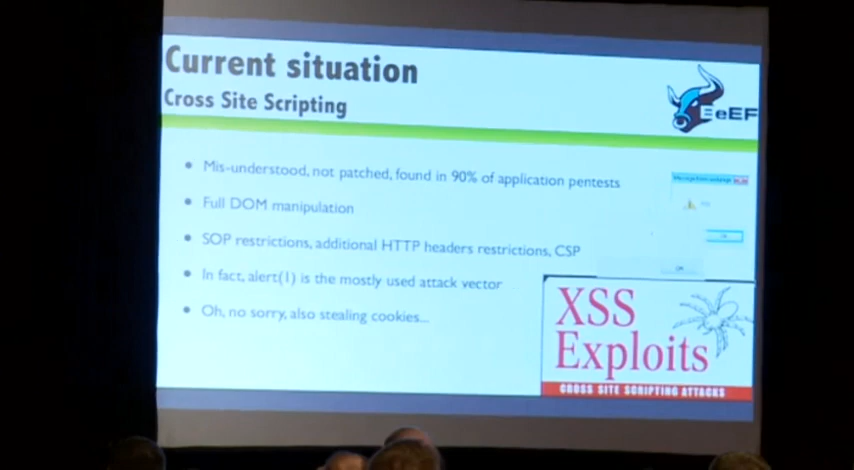 Current situation
Cross Site Scripting
BeEF
• Mis-understood, not patched, found in 90% of application pentests
• Full DOM manipulation
• SOP restrictions, additional HTTP headers restrictions, CSP
• In fact, alert(1) is the mostly used attack vector
• Oh, no sorry, also stealing cookies...
OK
XSS
Exploits
CROSS SITE SCRIPTING ATTACKS